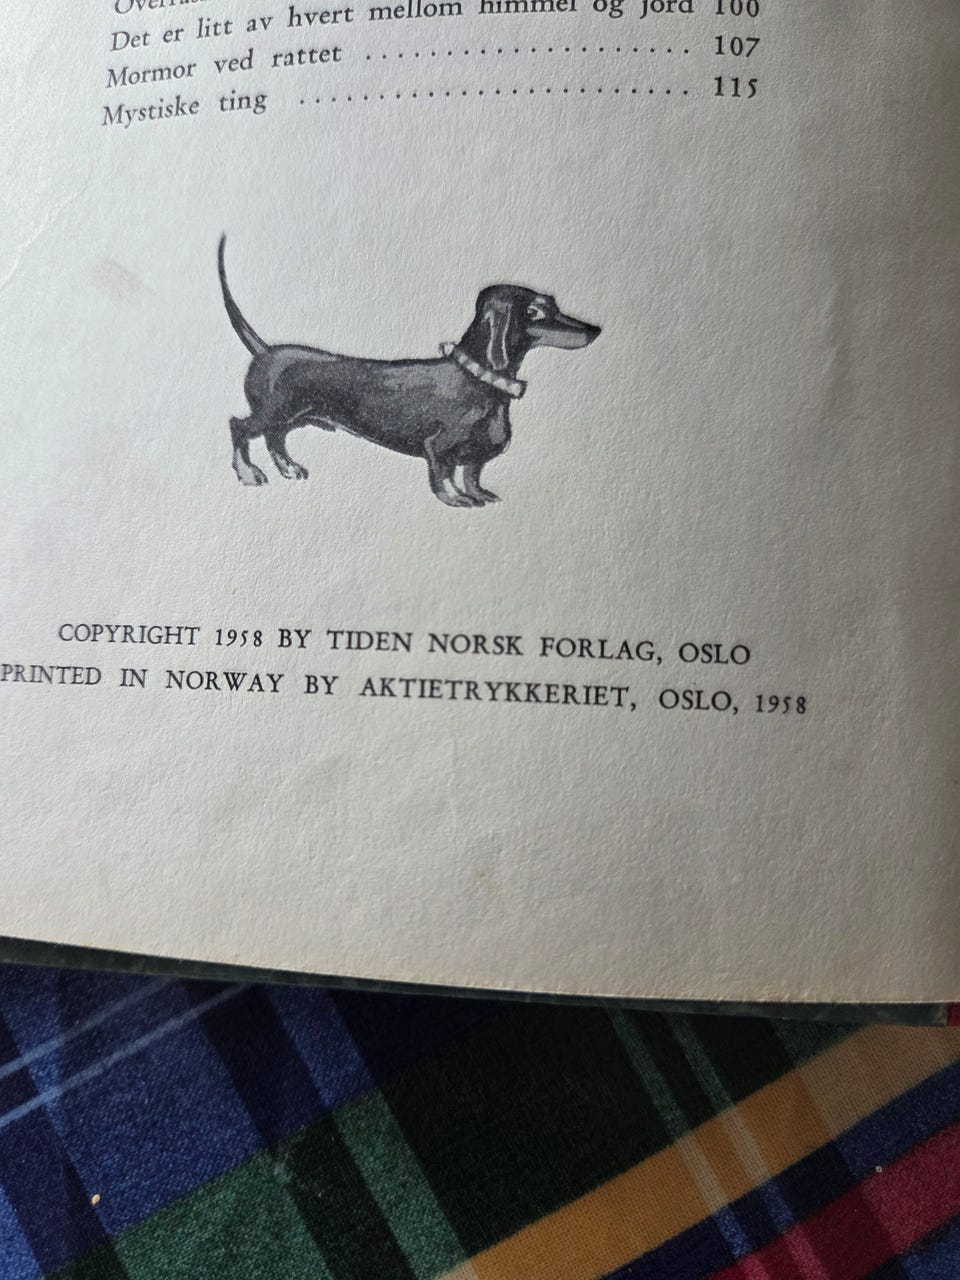 Det er litt av hvert mellom himmel og jord 100
Mormor ved rattet .................... 107
Mystiske ting ........................ 115
COPYRIGHT 1958 BY TIDEN NORSK FORLAG, OSLO
PRINTED IN NORWAY BY AKTIETRYKKERIET, OSLO, 1958